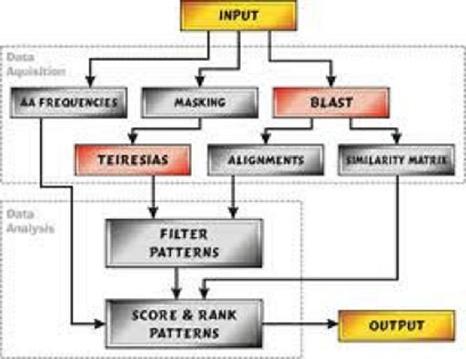 INPUT
Data
Aquisition
AA FREQUENCIES
MASKING
BLAST
TEIRESIAS
ALIGNMENTS
SIMILARITY MATRIX
Data
Analysis
FILTER
PATTERNS
SCORE & RANK
PATTERNS
OUTPUT